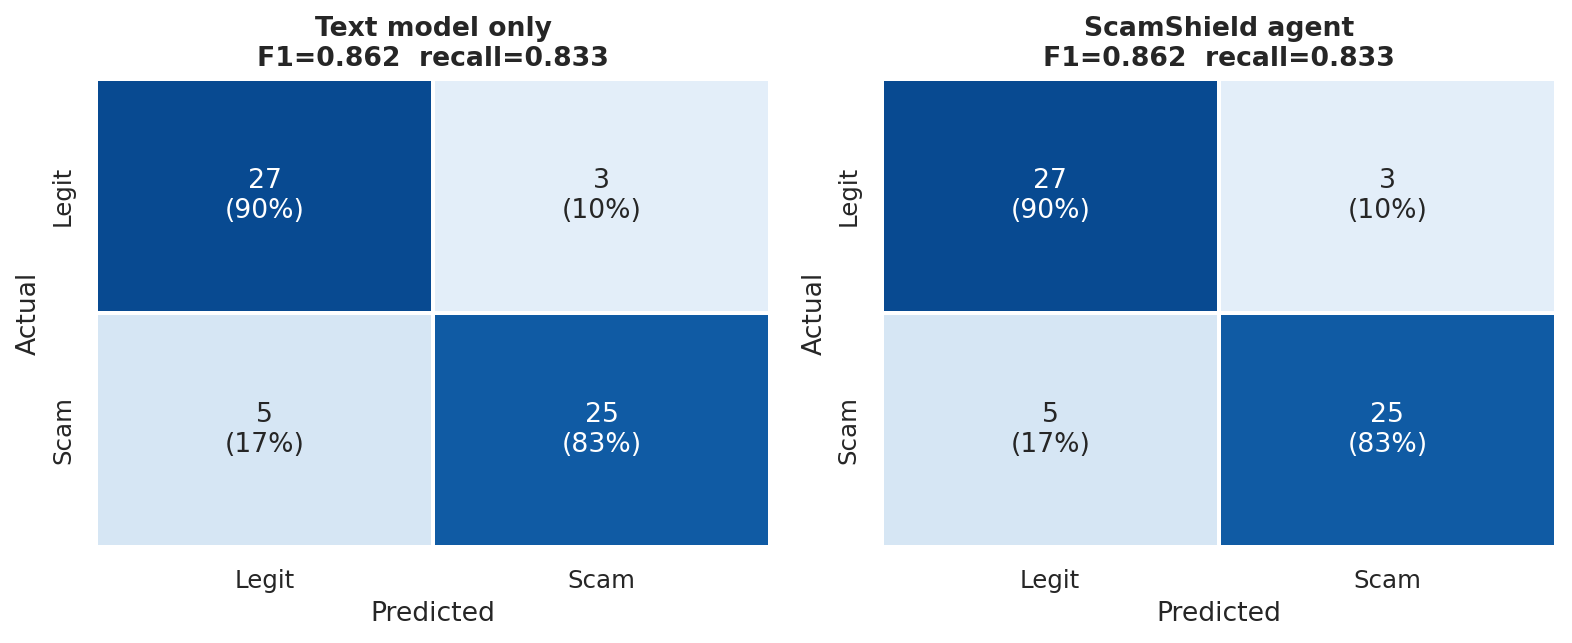 Text model only
F1=0.862  recall=0.833
Actual
Legit
Scam
27
(90%)
3
(10%)
5
(17%)
25
(83%)
Legit
Scam
Predicted
ScamShield agent
F1=0.862  recall=0.833
Actual
Legit
Scam
27
(90%)
3
(10%)
5
(17%)
25
(83%)
Legit
Scam
Predicted